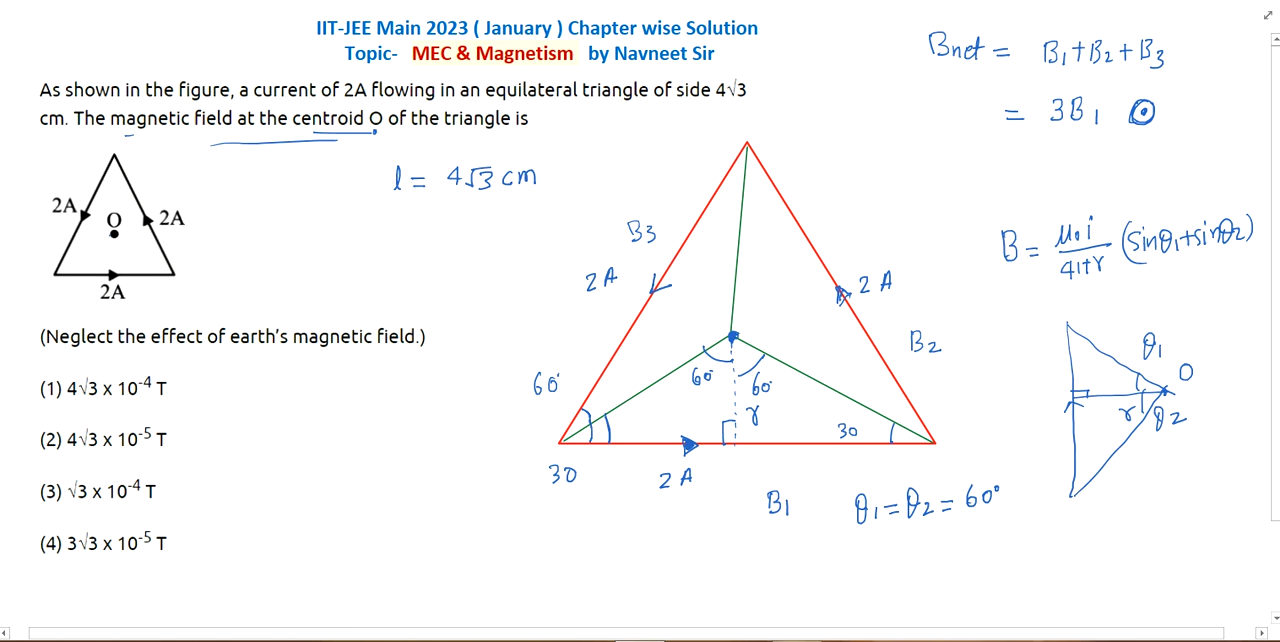 IIT-JEE Main 2023 ( January ) Chapter wise Solution
Topic- MEC & Magnetism by Navneet Sir
As shown in the figure, a current of 2A flowing in an equilateral triangle of side 4√3
cm. The magnetic field at the centroid O of the triangle is
2A
O
2A
2A
(Neglect the effect of earth's magnetic field.)
(1) 4√3 x 10⁻⁴ T
(2) 4√3 x 10⁻⁵ T
(3) √3 x 10⁻⁴ T
(4) 3√3 x 10⁻⁵ T
l = 4√3 cm
B3
2 A
2 A
B2
60°
60°
60°
r
30
30
2 A
B1
θ1 = θ2 = 60°
Bnet = B1 + B2 + B3
= 3B1 ⊙
B = μ0 i / 4πr (sinθ1 + sinθ2)
θ1
O
r
θ2